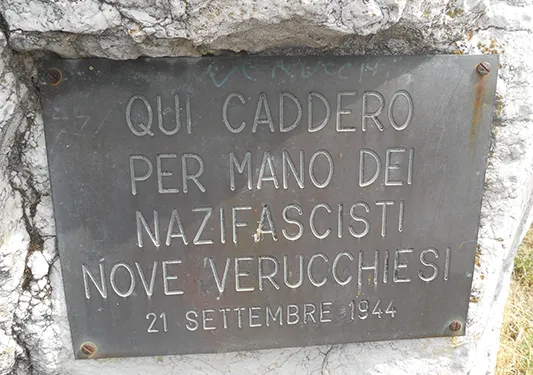 QUI CADDERO
PER MANO DEI
NAZIFASCISTI
NOVE VERUCCHIESI
21 SETTEMBRE 1944